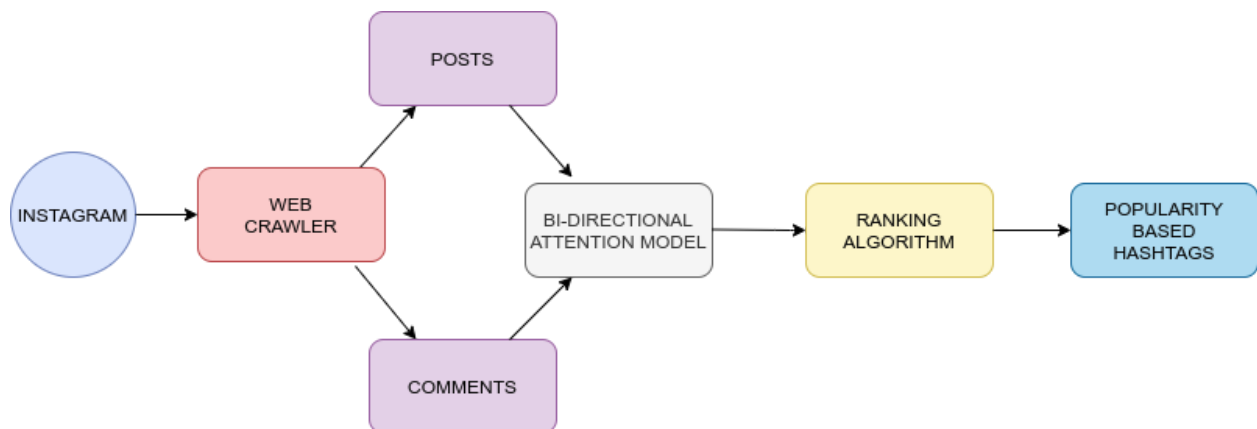 POSTS
INSTAGRAM
WEB
CRAWLER
BI-DIRECTIONAL
ATTENTION MODEL
RANKING
ALGORITHM
POPULARITY
BASED
HASHTAGS
COMMENTS